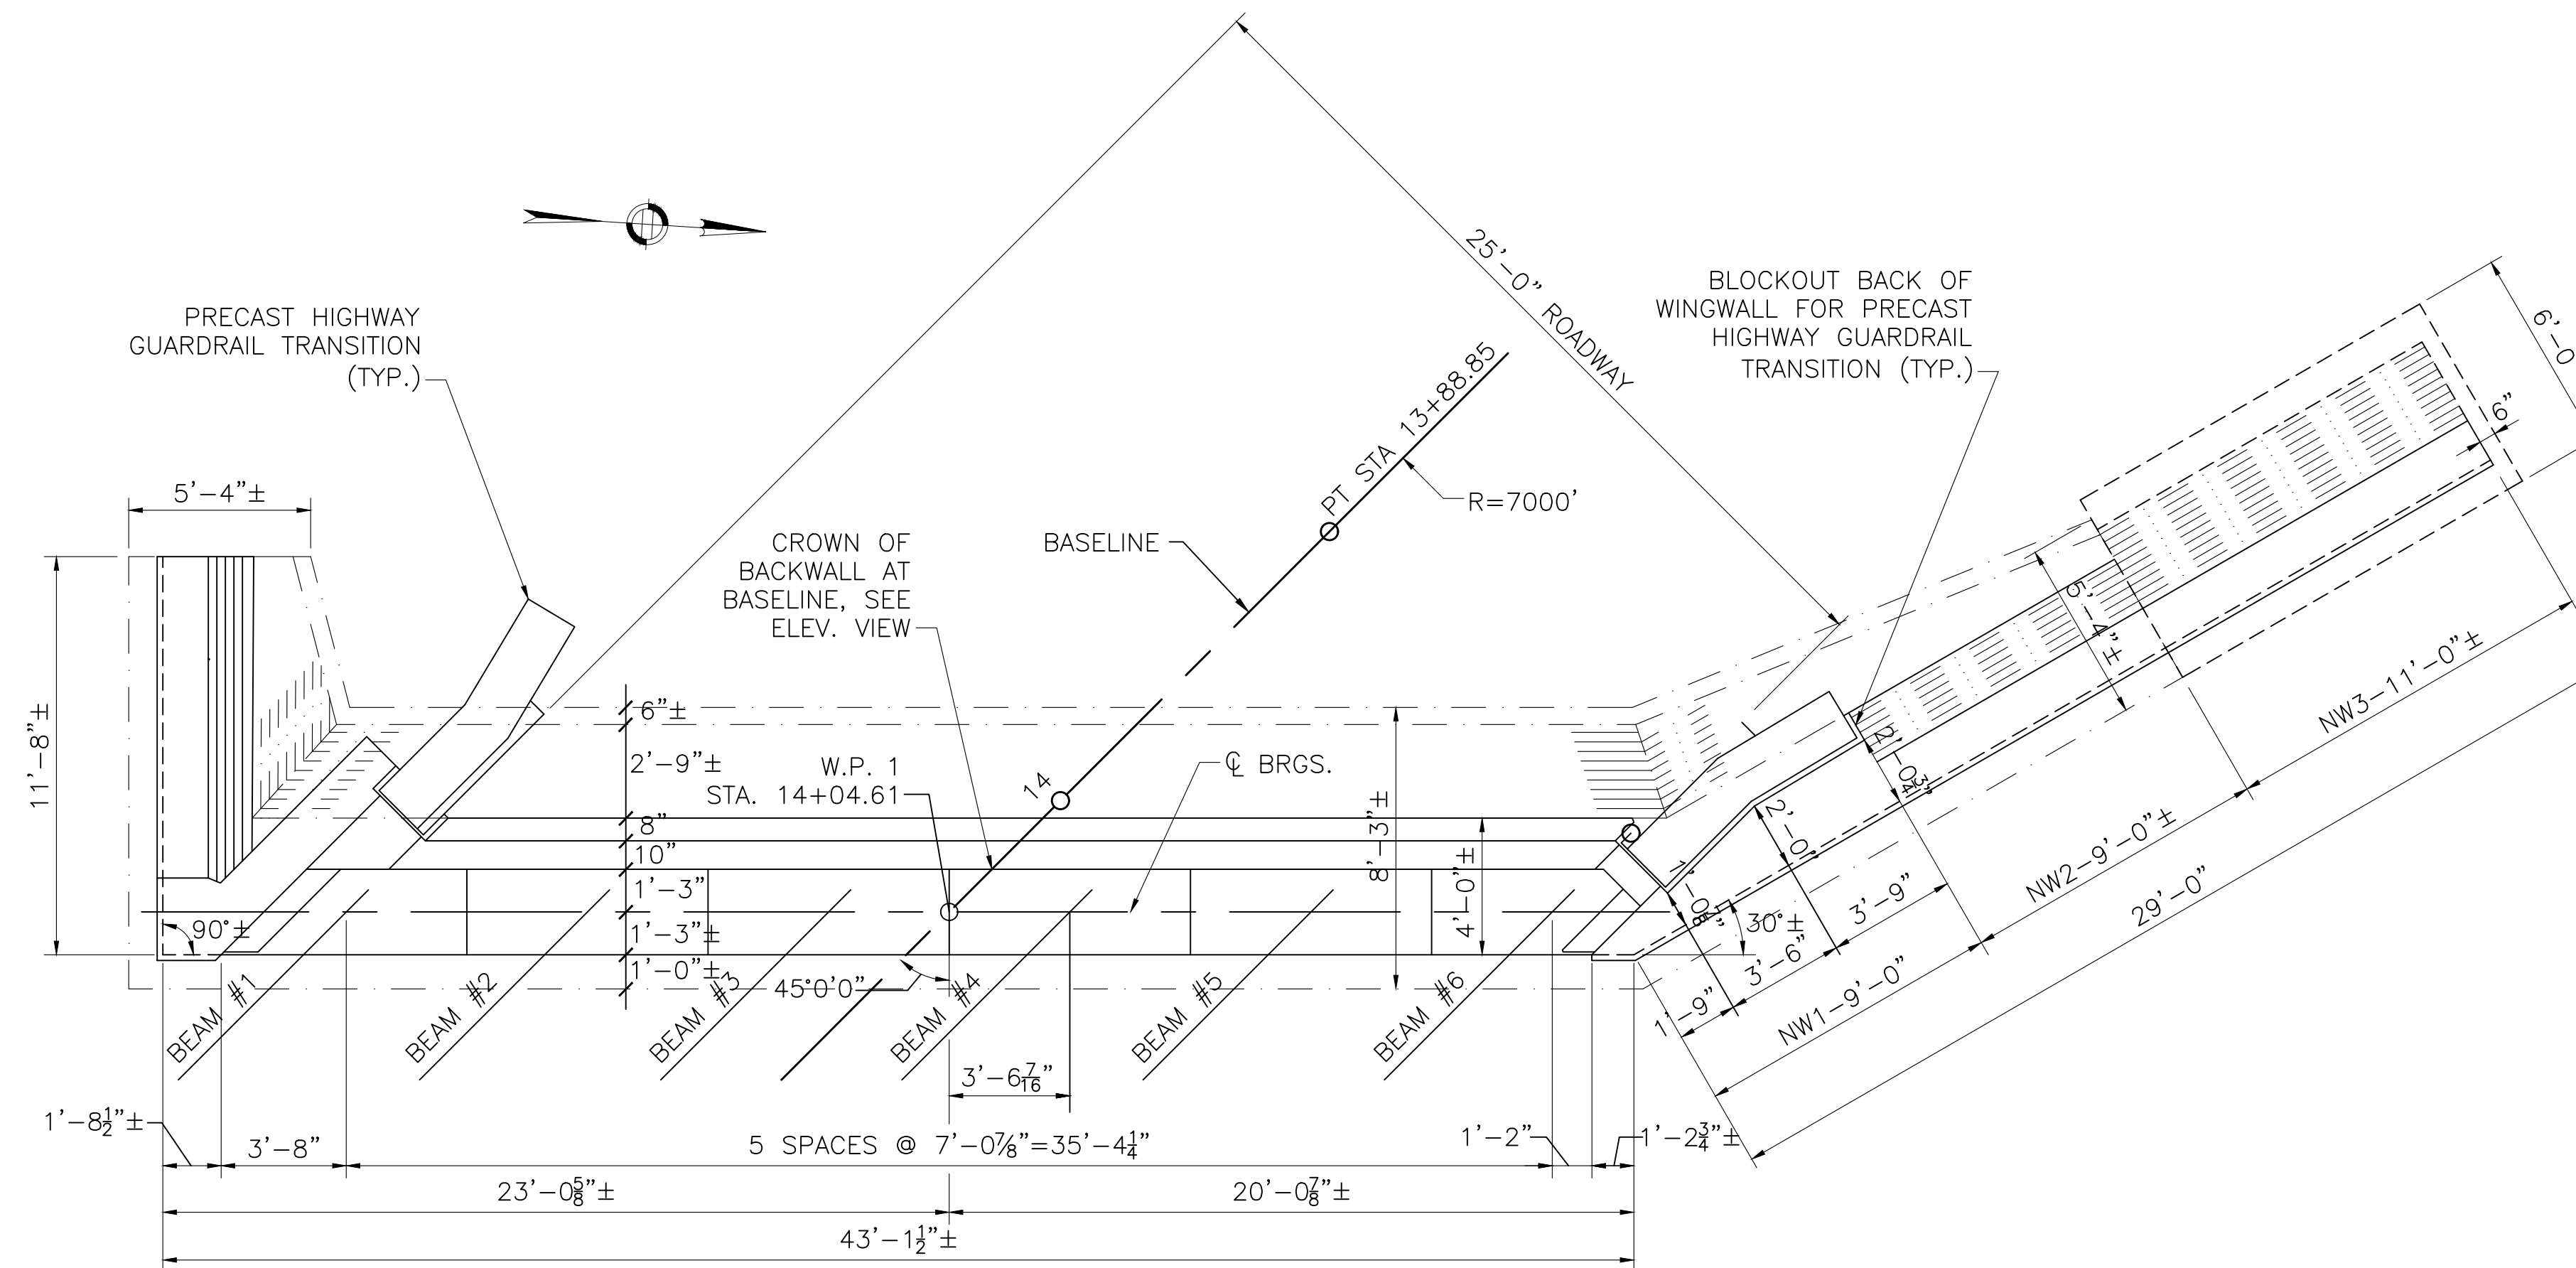 25'-0" ROADWAY
BLOCKOUT BACK OF
WINGWALL FOR PRECAST
HIGHWAY GUARDRAIL
TRANSITION (TYP.)
PRECAST HIGHWAY
GUARDRAIL TRANSITION
(TYP.)
6'-0
6"
PT STA 13+88.85
R=7000'
5'-4"±
CROWN OF
BACKWALL AT
BASELINE, SEE
ELEV. VIEW
BASELINE
5'-4"±
11'-8"±
6"±
2'-9"±
8"
10"
1'-3"
1'-3"±
1'-0"±
W.P. 1
STA. 14+04.61
14
℄ BRGS.
8'-3"±
4'-0"±
2'-0¾"
2'-0"
30°±
90°±
45°0'0"
NW3-11'-0"±
NW2-9'-0"±
29'-0"
3'-9"
3'-6"
1'-9"
NW1-9'-0"
BEAM #1
BEAM #2
BEAM #3
BEAM #4
BEAM #5
BEAM #6
3'-6 7/16"
1'-8½"±
3'-8"
5 SPACES @ 7'-0⅞"=35'-4¼"
1'-2"
1'-2¾"±
23'-0⅝"±
20'-0⅞"±
43'-1½"±